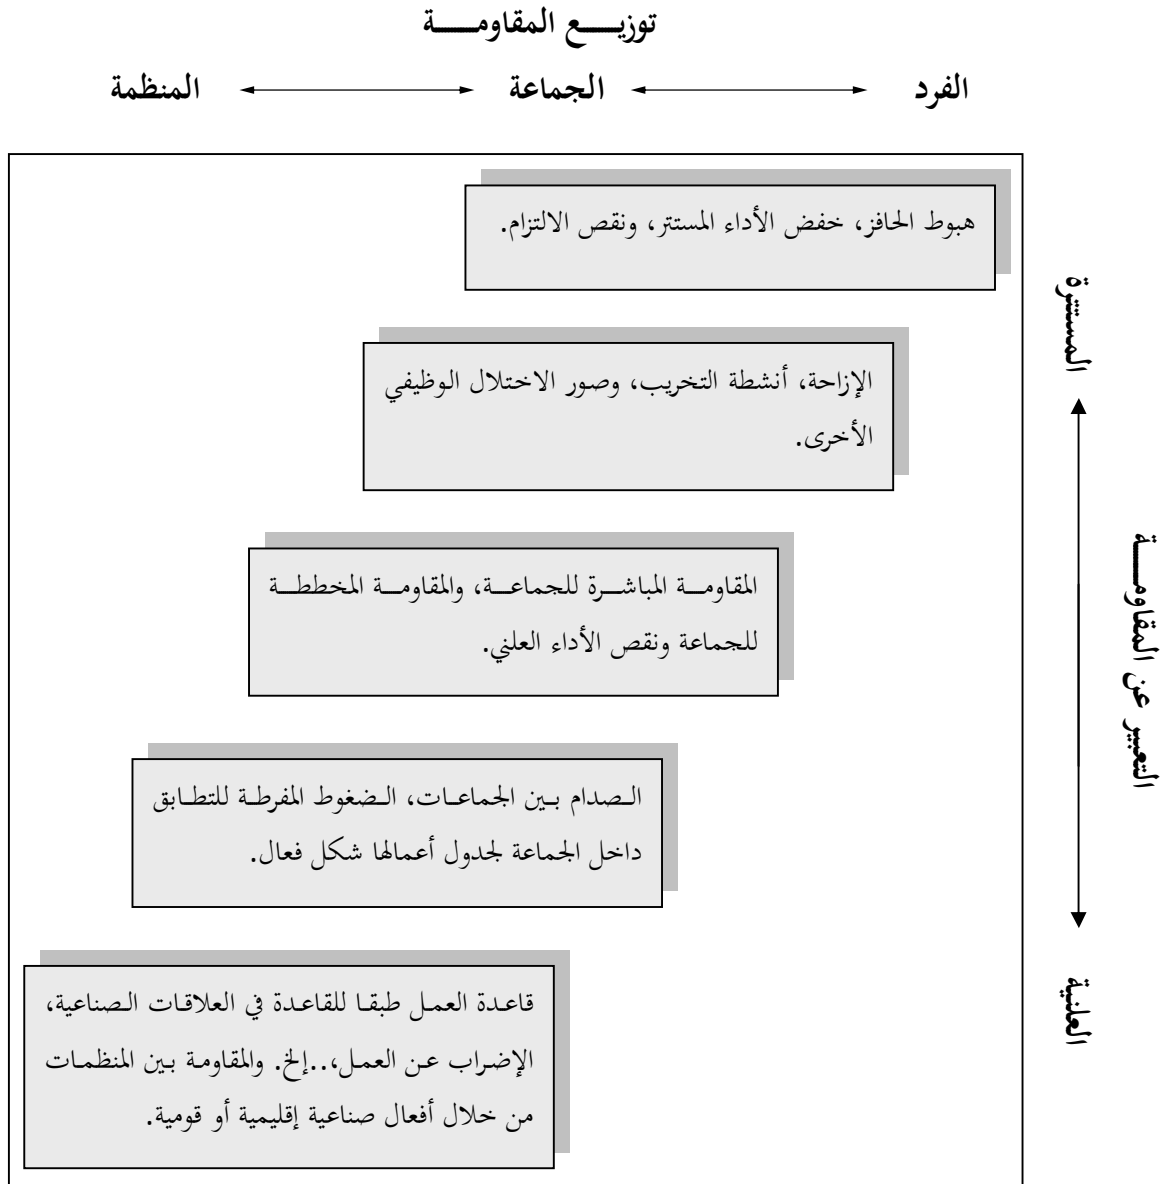 توزيع المقاومة
الفرد الجماعة المنظمة
هبوط الحافز، خفض الأداء المستتر، ونقص الالتزام.
المستترة
الإزاحة، أنشطة التخريب، وصور الاختلال الوظيفي
الأخرى.
التعبير عن المقاومة
المقاومة المباشرة للجماعة، والمقاومة المخططة
للجماعة ونقص الأداء العلني.
الصدام بين الجماعات، الضغوط المفرطة للتطابق
داخل الجماعة لجدول أعمالها شكل فعال.
العلنية
قاعدة العمل طبقا للقاعدة في العلاقات الصناعية،
الإضراب عن العمل،..إلخ. والمقاومة بين المنظمات
من خلال أفعال صناعية إقليمية أو قومية.